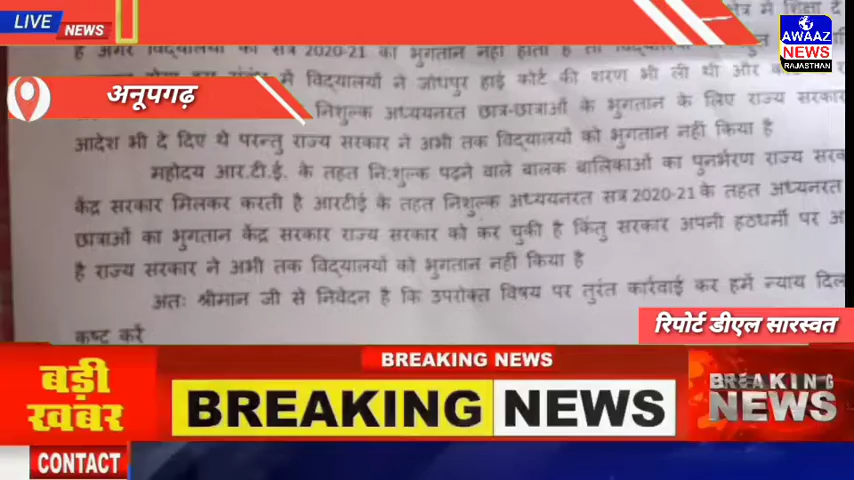 LIVE
NEWS
AWAAZ
NEWS
RAJASTHAN
क्षेत्र में शिक्षा दे
है अगर विद्यालयों को सत्र 2020-21 का भुगतान नहीं होता है तो
में विद्यालयों ने जोधपुर हाई कोर्ट की शरण भी ली थी और
अनूपगढ़
निशुल्क अध्ययनरत छात्र-छात्राओं के भुगतान के लिए राज्य सरकार
आदेश भी दे दिए थे परन्तु राज्य सरकार ने अभी तक विद्यालयों को भुगतान नहीं किया है
महोदय आर.टी.ई. के तहत नि:शुल्क पढ़ने वाले बालक बालिकाओं का पुनर्भरण राज्य सरक
केंद्र सरकार मिलकर करती है आरटीई के तहत निशुल्क अध्ययनरत सत्र 2020-21 के तहत अध्यनरत
छात्राओं का भुगतान केंद्र सरकार राज्य सरकार को कर चुकी है किंतु सरकार अपनी हठधर्मी पर अ
है राज्य सरकार ने अभी तक विद्यालयों को भुगतान नहीं किया है
अतः श्रीमान जी से निवेदन है कि उपरोक्त विषय पर तुरंत कार्रवाई कर हमें न्याय दिल
कष्ट करें
रिपोर्ट डीएल सारस्वत
बड़ी
खबर
BREAKING NEWS
BREAKING NEWS
BREAKING
NEWS
CONTACT